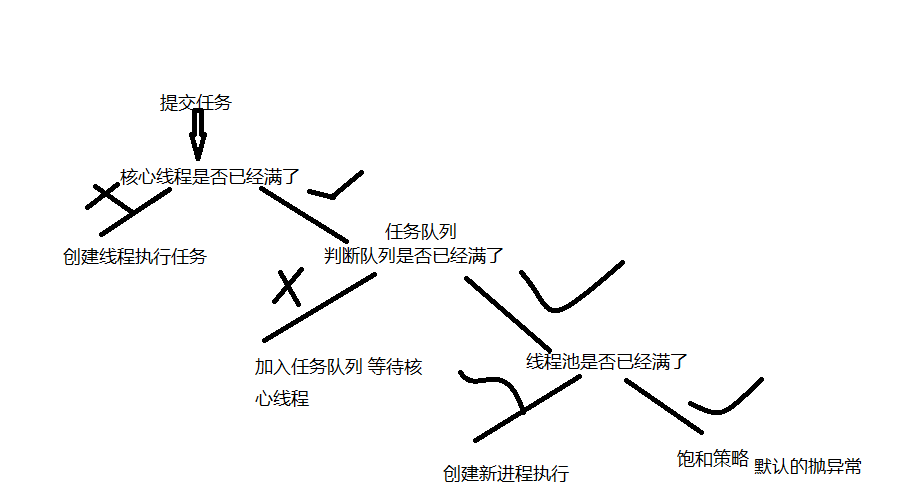 提交任务
核心线程是否已经满了
创建线程执行任务
任务队列
判断队列是否已经满了
加入任务队列 等待核
心线程
线程池是否已经满了
创建新进程执行
饱和策略 默认的抛异常